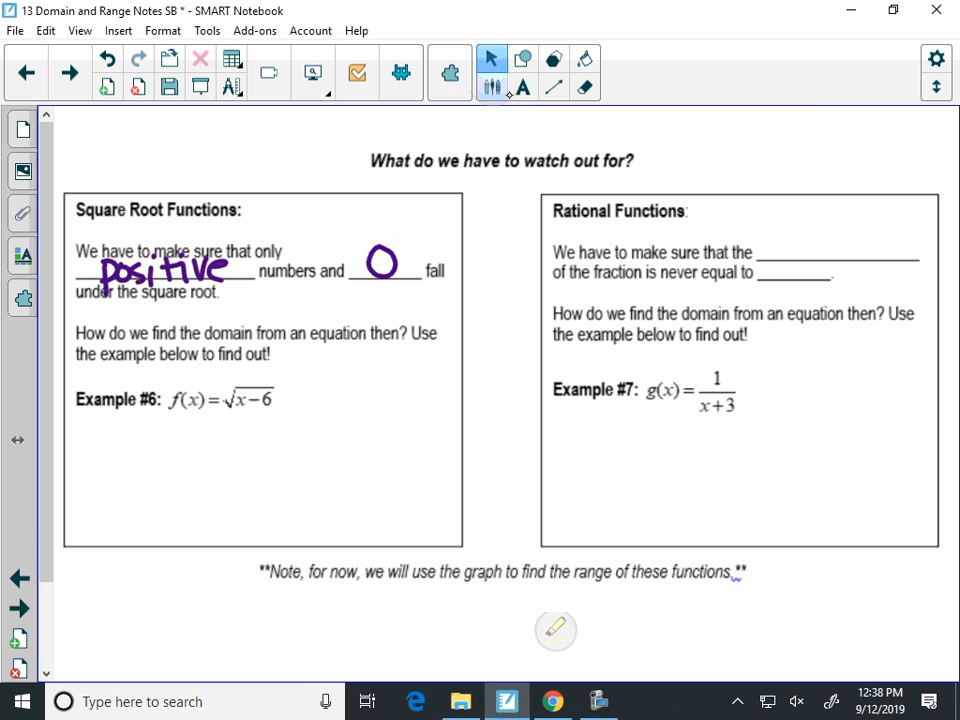 13 Domain and Range Notes SB * - SMART Notebook
File Edit View Insert Format Tools Add-ons Account Help
What do we have to watch out for?
Square Root Functions:
We have to make sure that only
positive numbers and 0 fall
under the square root.
How do we find the domain from an equation then? Use
the example below to find out!
Example #6: f(x) = √x−6
Rational Functions:
We have to make sure that the ____________________
of the fraction is never equal to _________.
How do we find the domain from an equation then? Use
the example below to find out!
Example #7: g(x) = 1/(x+3)
**Note, for now, we will use the graph to find the range of these functions.**
Type here to search
12:38 PM
9/12/2019